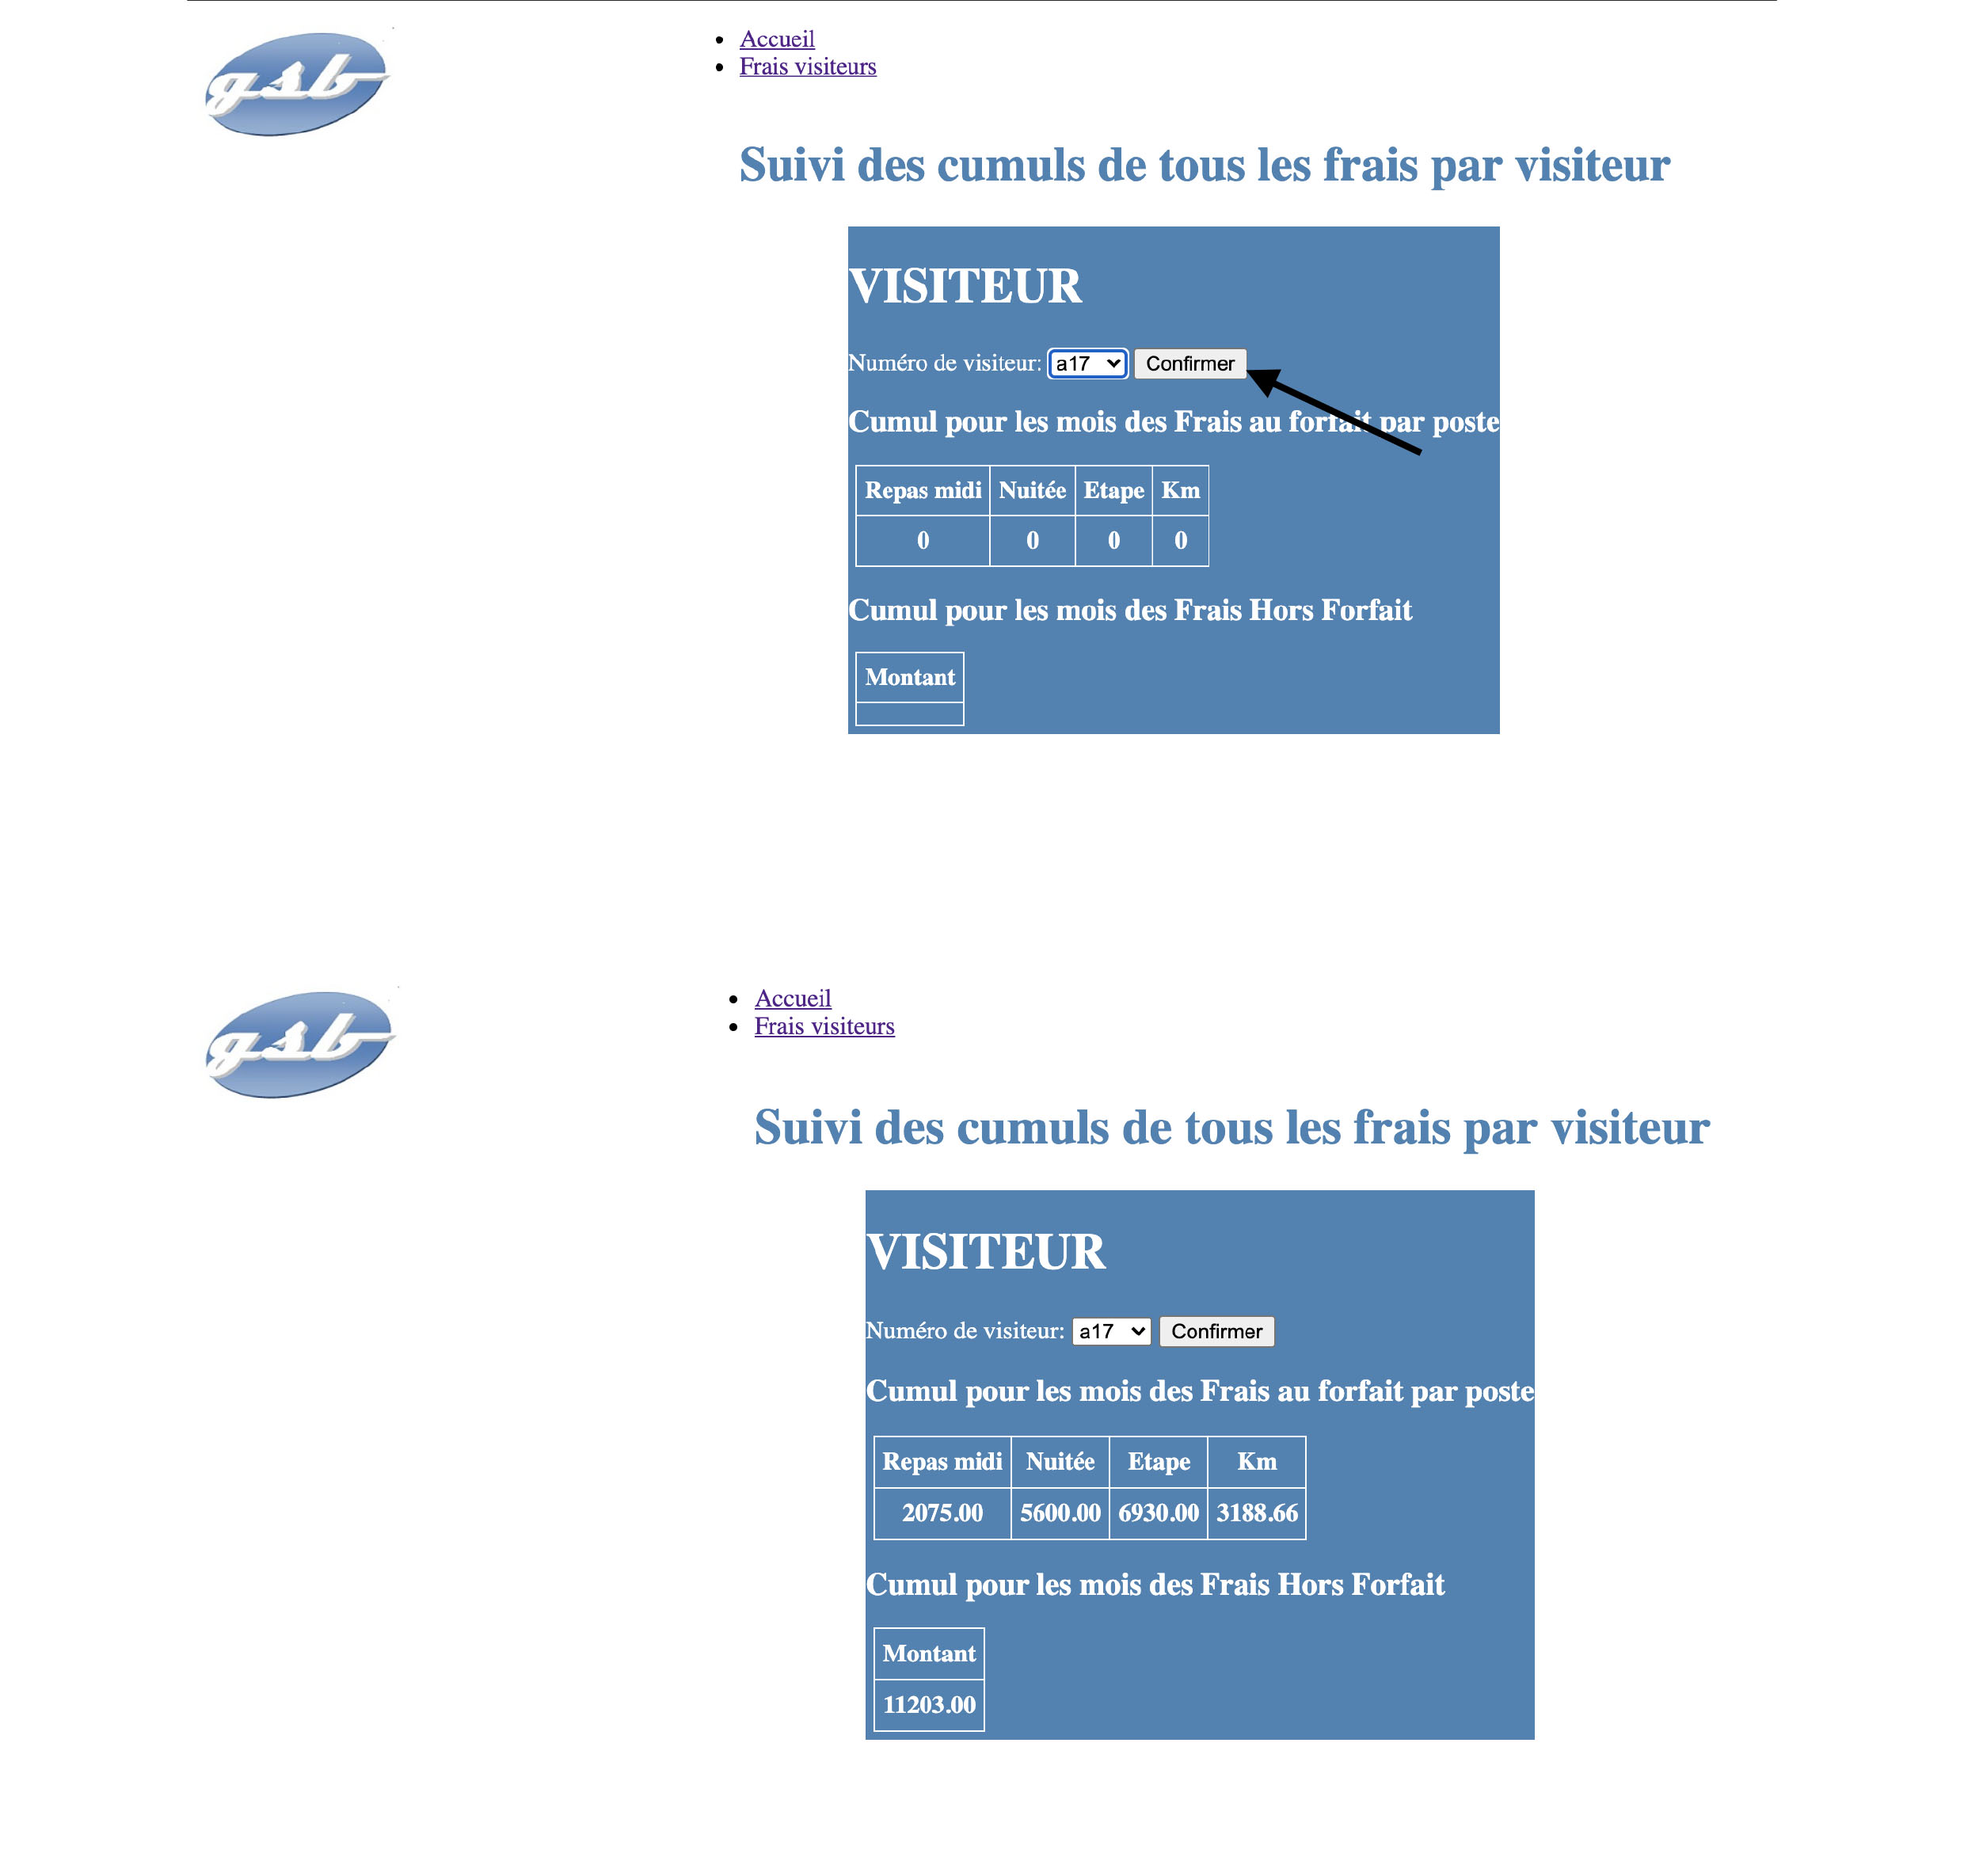 gsb
Accueil
Frais visiteurs
Suivi des cumuls de tous les frais par visiteur
VISITEUR
Numéro de visiteur: a17 Confirmer
Cumul pour les mois des Frais au forfait par poste
Repas midi Nuitée Etape Km
0 0 0 0
Cumul pour les mois des Frais Hors Forfait
Montant
gsb
Accueil
Frais visiteurs
Suivi des cumuls de tous les frais par visiteur
VISITEUR
Numéro de visiteur: a17 Confirmer
Cumul pour les mois des Frais au forfait par poste
Repas midi Nuitée Etape Km
2075.00 5600.00 6930.00 3188.66
Cumul pour les mois des Frais Hors Forfait
Montant
11203.00